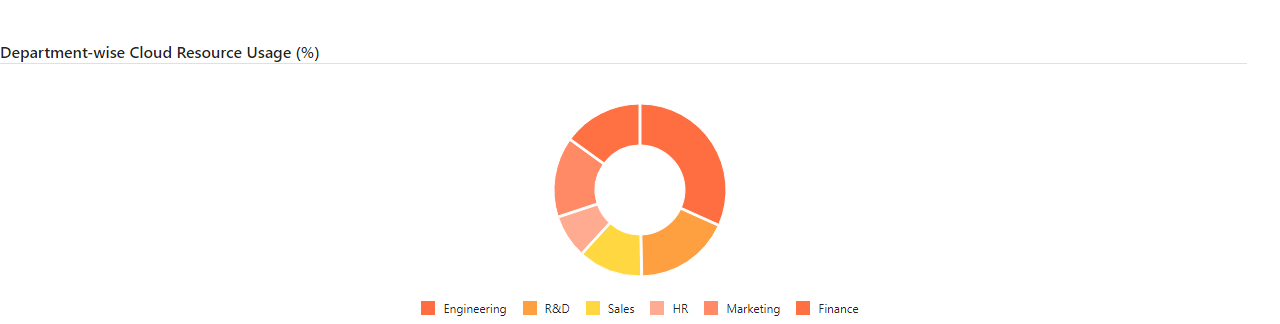 Department-wise Cloud Resource Usage (%)
Engineering R&D Sales HR Marketing Finance